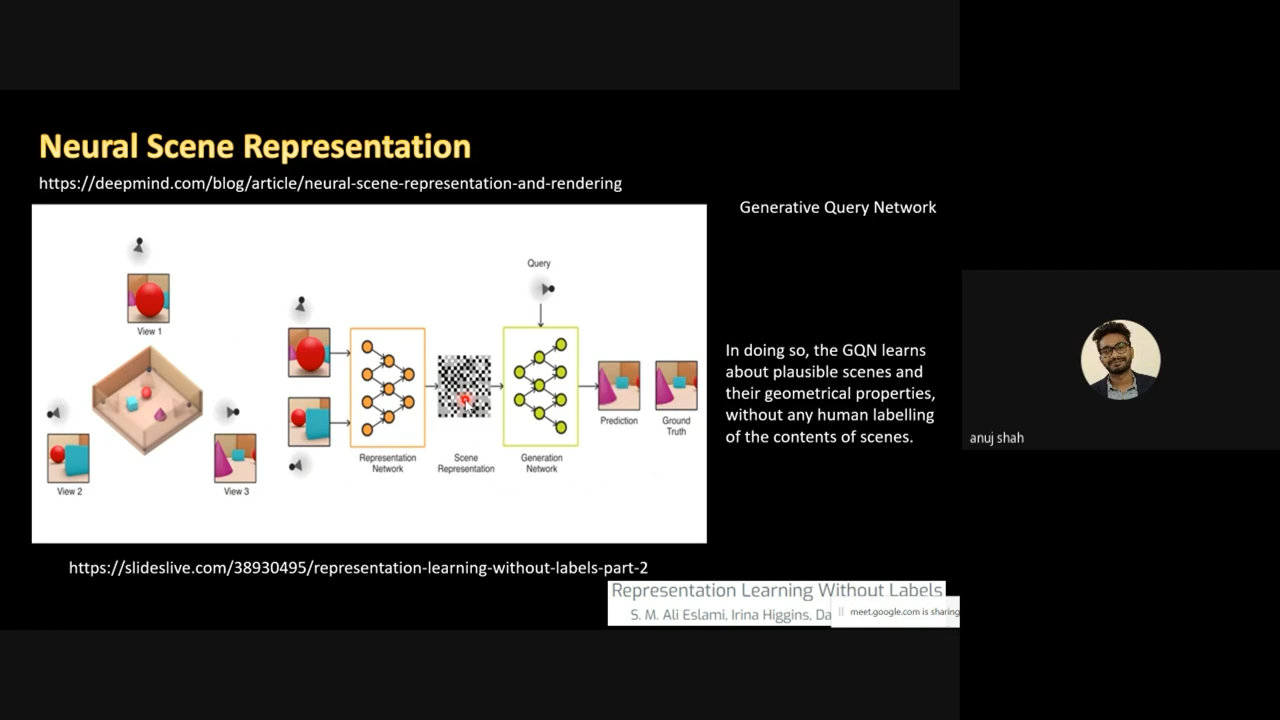 Neural Scene Representation
https://deepmind.com/blog/article/neural-scene-representation-and-rendering
Generative Query Network
View 1
View 2
View 3
Query
Representation
Network
Scene
Representation
Generation
Network
Prediction
Ground
Truth
In doing so, the GQN learns
about plausible scenes and
their geometrical properties,
without any human labelling
of the contents of scenes.
https://slideslive.com/38930495/representation-learning-without-labels-part-2
Representation Learning Without Labels
S. M. Ali Eslami, Irina Higgins, Da
meet.google.com is sharing
anuj shah